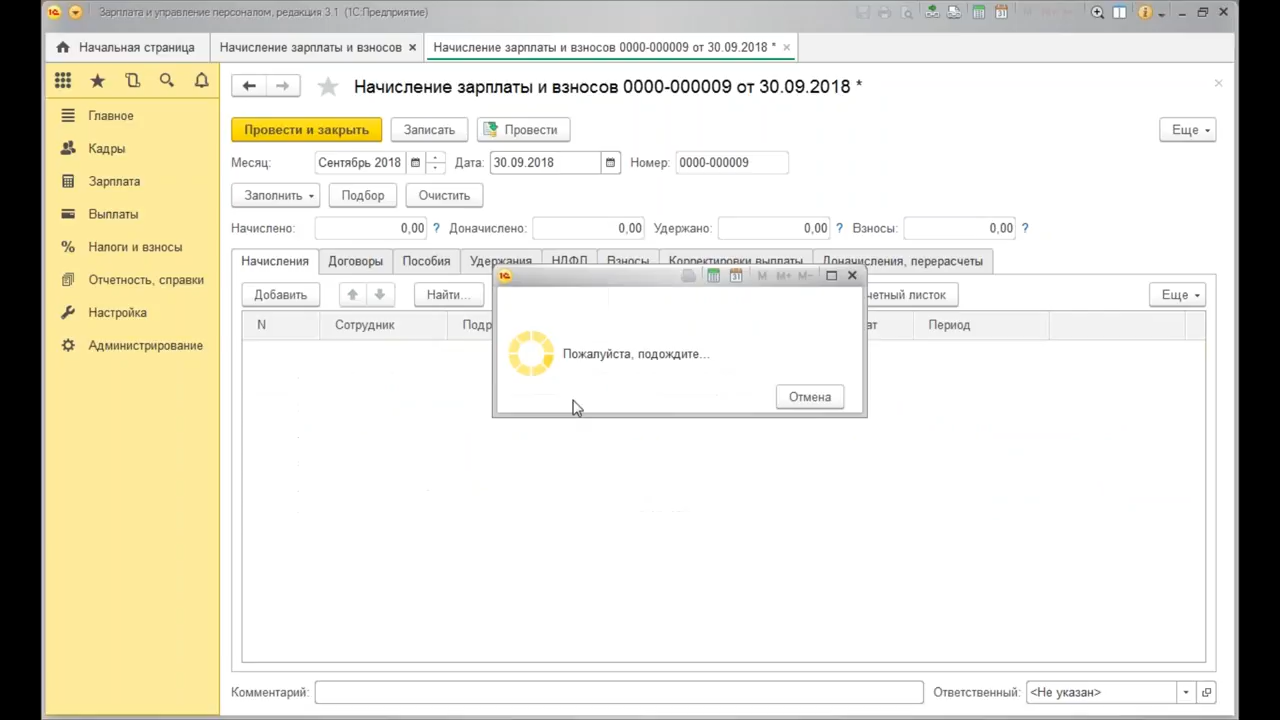 Зарплата и управление персоналом, редакция 3.1 (1С:Предприятие)
Начальная страница
Начисление зарплаты и взносов
Начисление зарплаты и взносов 0000-000009 от 30.09.2018 *
Начисление зарплаты и взносов 0000-000009 от 30.09.2018 *
Главное
Кадры
Зарплата
Выплаты
Налоги и взносы
Отчетность, справки
Настройка
Администрирование
Провести и закрыть
Записать
Провести
Еще
Месяц: Сентябрь 2018 Дата: 30.09.2018 Номер: 0000-000009
Заполнить
Подбор
Очистить
Начислено: 0,00 ? Доначислено: 0,00 Удержано: 0,00 ? Взносы: 0,00 ?
Начисления Договоры Пособия Удержания НДФЛ Взносы Корректировки выплаты Доначисления, перерасчеты
Добавить
Найти...
четный листок
Еще
N Сотрудник Подр ат Период
31 M M+ M-
Пожалуйста, подождите...
Отмена
Комментарий: Ответственный: <Не указан>